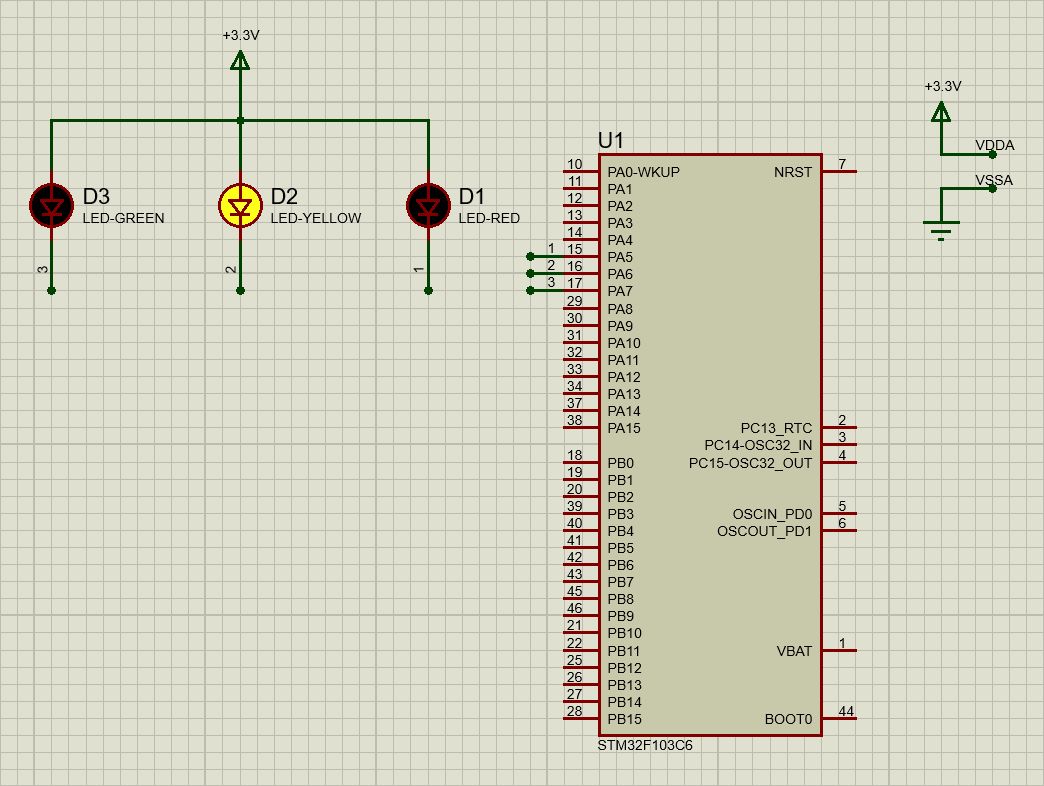 +3.3V
D3
LED-GREEN
D2
LED-YELLOW
D1
LED-RED
3
2
1
U1
10 PA0-WKUP
11 PA1
12 PA2
13 PA3
14 PA4
1 15 PA5
2 16 PA6
3 17 PA7
29 PA8
30 PA9
31 PA10
32 PA11
33 PA12
34 PA13
37 PA14
38 PA15
18 PB0
19 PB1
20 PB2
39 PB3
40 PB4
41 PB5
42 PB6
43 PB7
45 PB8
46 PB9
21 PB10
22 PB11
25 PB12
26 PB13
27 PB14
28 PB15
NRST 7
PC13_RTC 2
PC14-OSC32_IN 3
PC15-OSC32_OUT 4
OSCIN_PD0 5
OSCOUT_PD1 6
VBAT 1
BOOT0 44
STM32F103C6
+3.3V
VDDA
VSSA